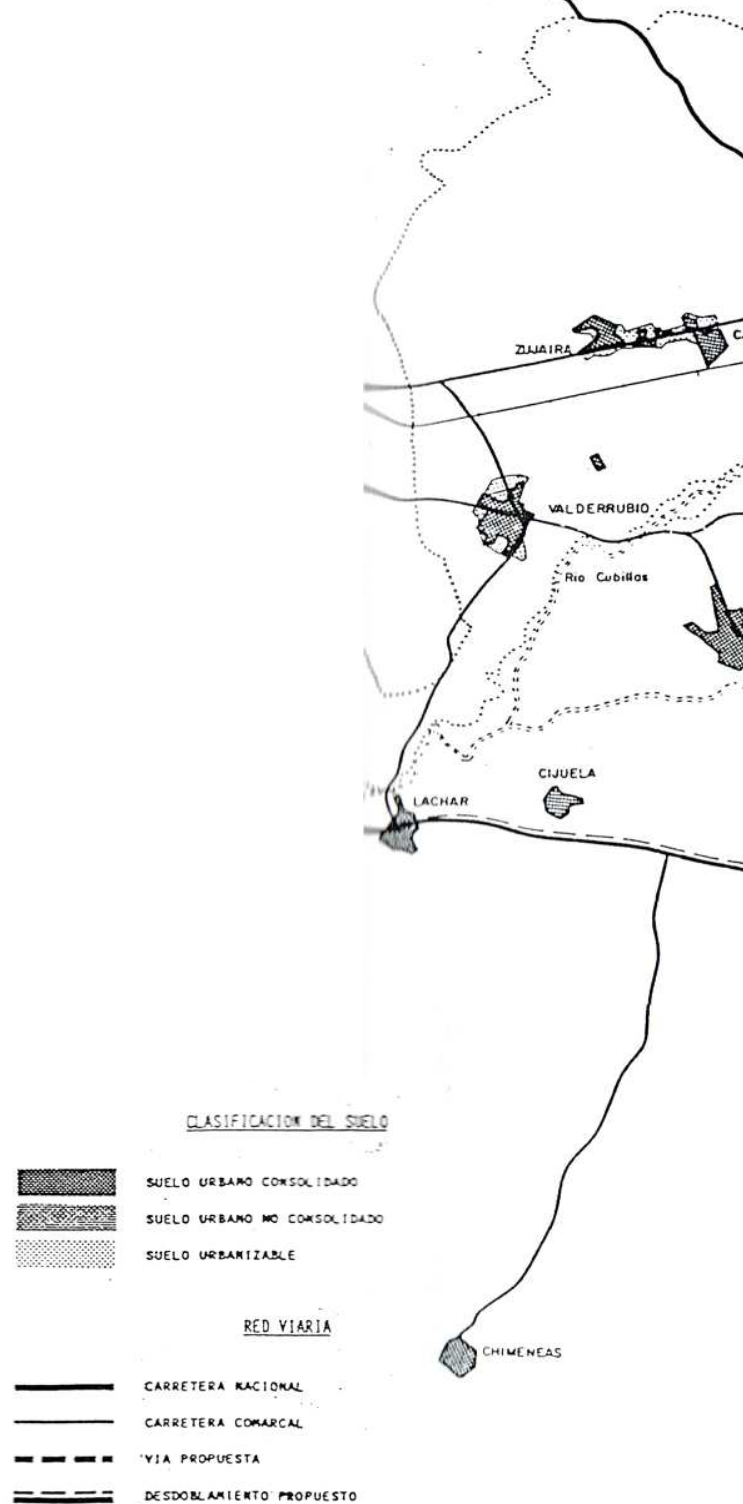 ZUJAIRA
VALDERRUBIO
Rio Cubillas
CIJUELA
LACHAR
CLASIFICACION DEL SUELO
SUELO URBANO CONSOLIDADO
SUELO URBANO NO CONSOLIDADO
SUELO URBANIZABLE
RED VIARIA
CHIMENEAS
CARRETERA NACIONAL
CARRETERA COMARCAL
VIA PROPUESTA
DESDOBLAMIENTO PROPUESTO